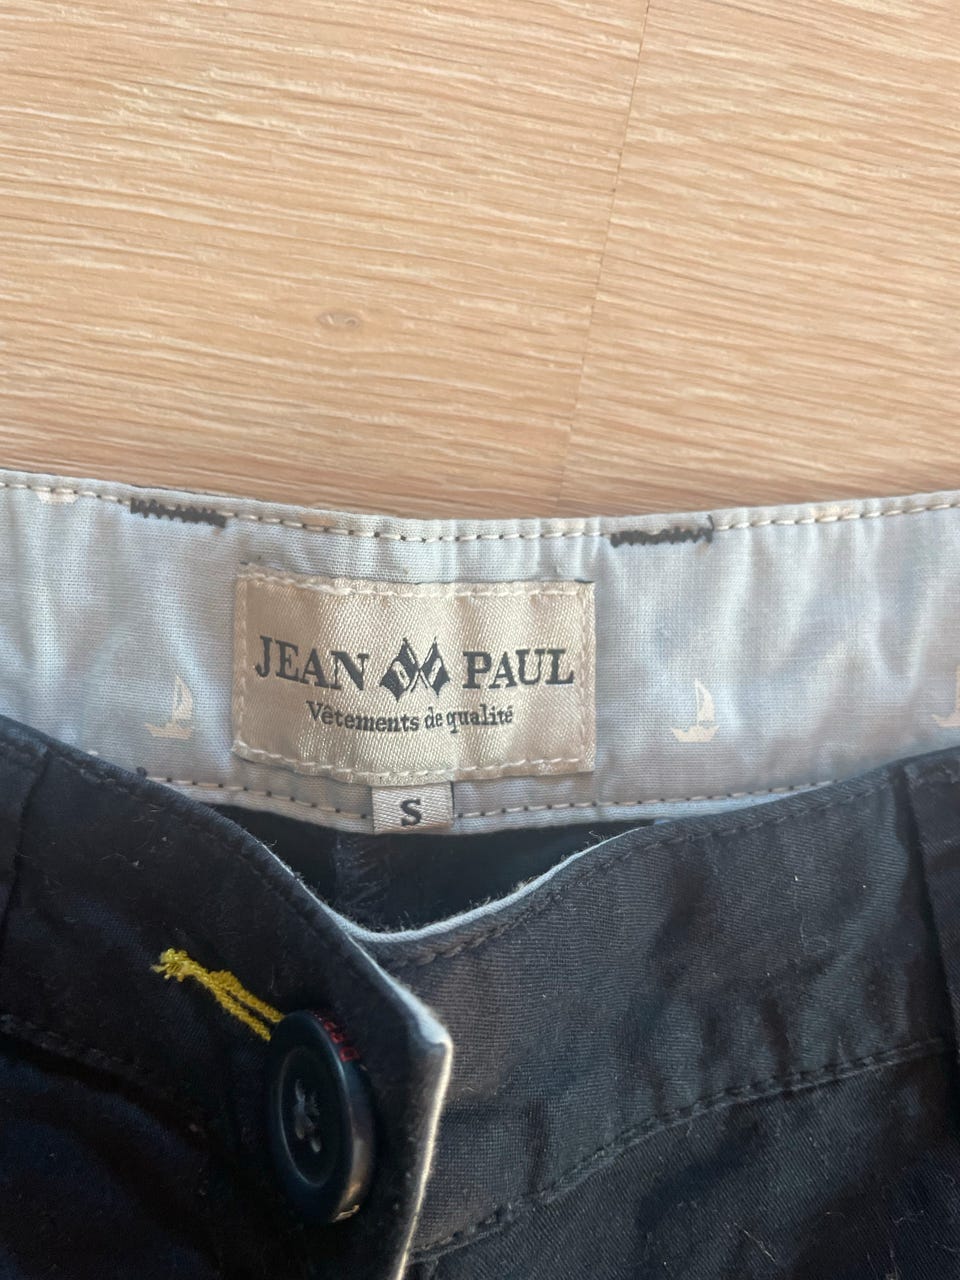 JEAN PAUL
Vêtements de qualité
S